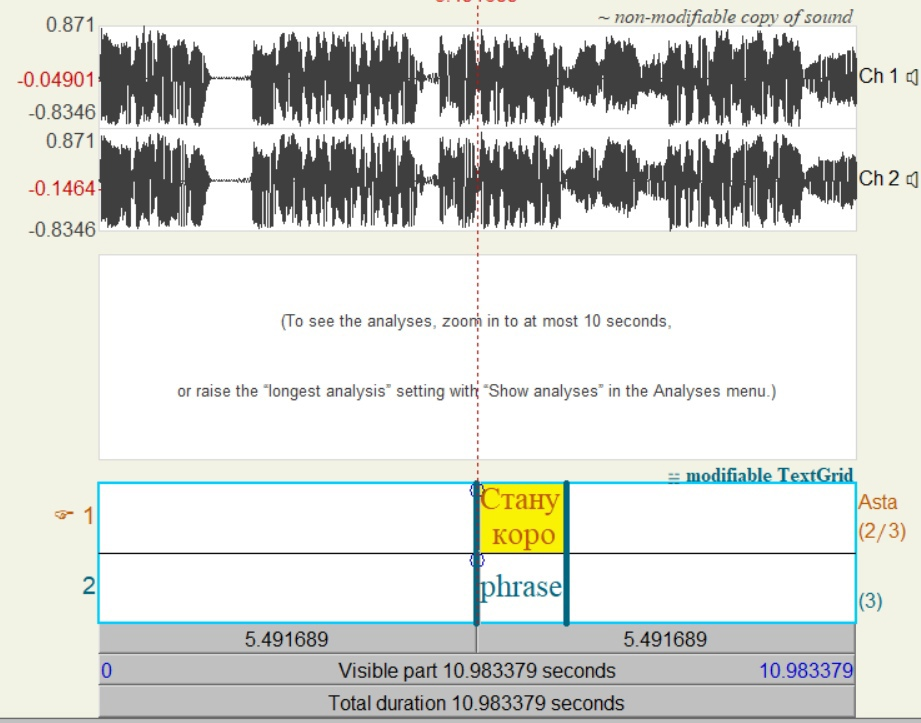 ~ non-modifiable copy of sound
0.871
-0.04901
-0.8346
Ch 1
0.871
-0.1464
-0.8346
Ch 2
(To see the analyses, zoom in to at most 10 seconds,
or raise the “longest analysis” setting with “Show analyses” in the Analyses menu.)
modifiable TextGrid
1
Стану
коро
Asta
(2/3)
2
phrase
(3)
5.491689 5.491689
0 Visible part 10.983379 seconds 10.983379
Total duration 10.983379 seconds